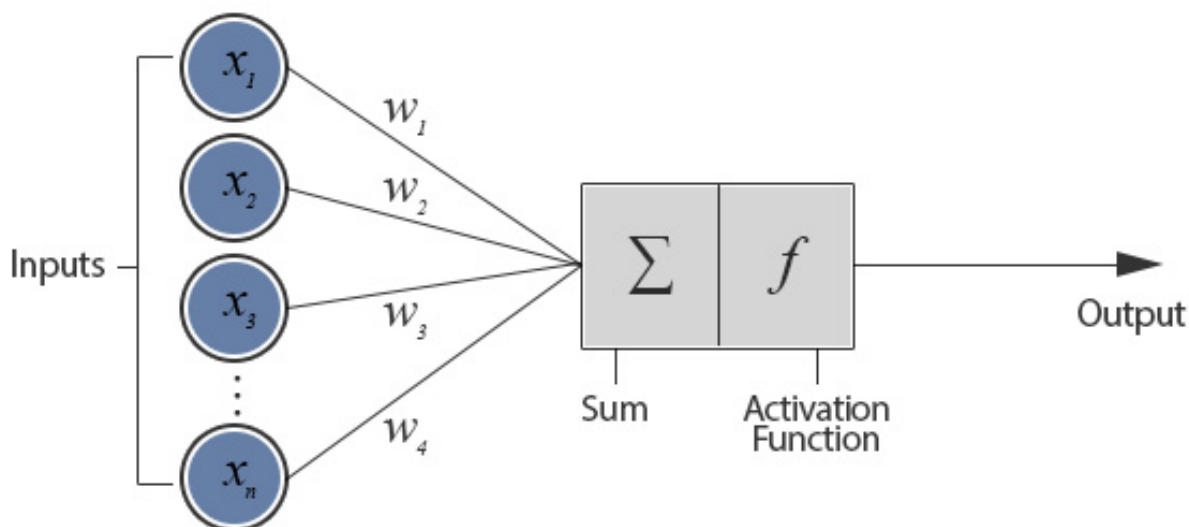 x₁
w₁
x₂
w₂
Inputs
x₃
w₃
Σ
f
Output
Sum
Activation
Function
w₄
xₙ